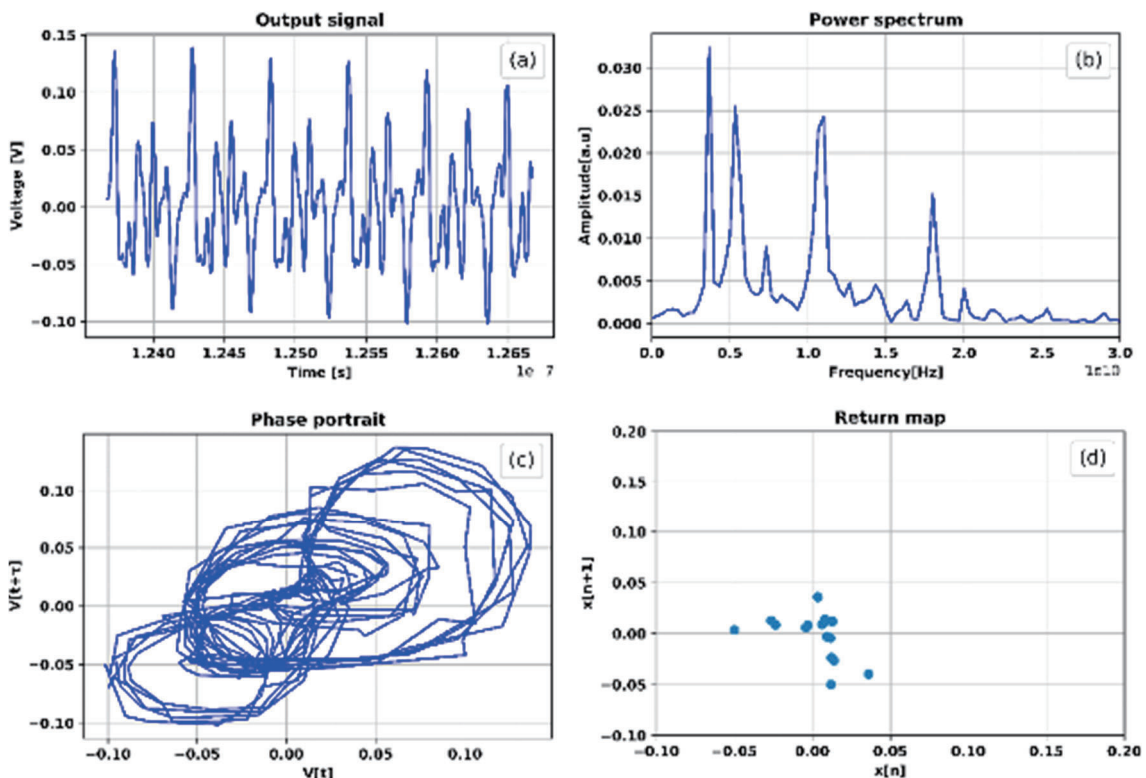 Output signal
(a)
Voltage [V]
0.15
0.10
0.05
0.00
−0.05
−0.10
1.240 1.245 1.250 1.255 1.260 1.265
Time [s]
1e 7
Power spectrum
(b)
Amplitude[a.u]
0.030
0.025
0.020
0.015
0.010
0.005
0.000
0.0 0.5 1.0 1.5 2.0 2.5 3.0
Frequency[Hz]
1e10
Phase portrait
(c)
V[t+τ]
0.10
0.05
0.00
−0.05
−0.10
−0.10 −0.05 0.00 0.05 0.10
V[t]
Return map
(d)
x[n+1]
0.20
0.15
0.10
0.05
0.00
−0.05
−0.10
−0.10 −0.05 0.00 0.05 0.10 0.15 0.20
x[n]